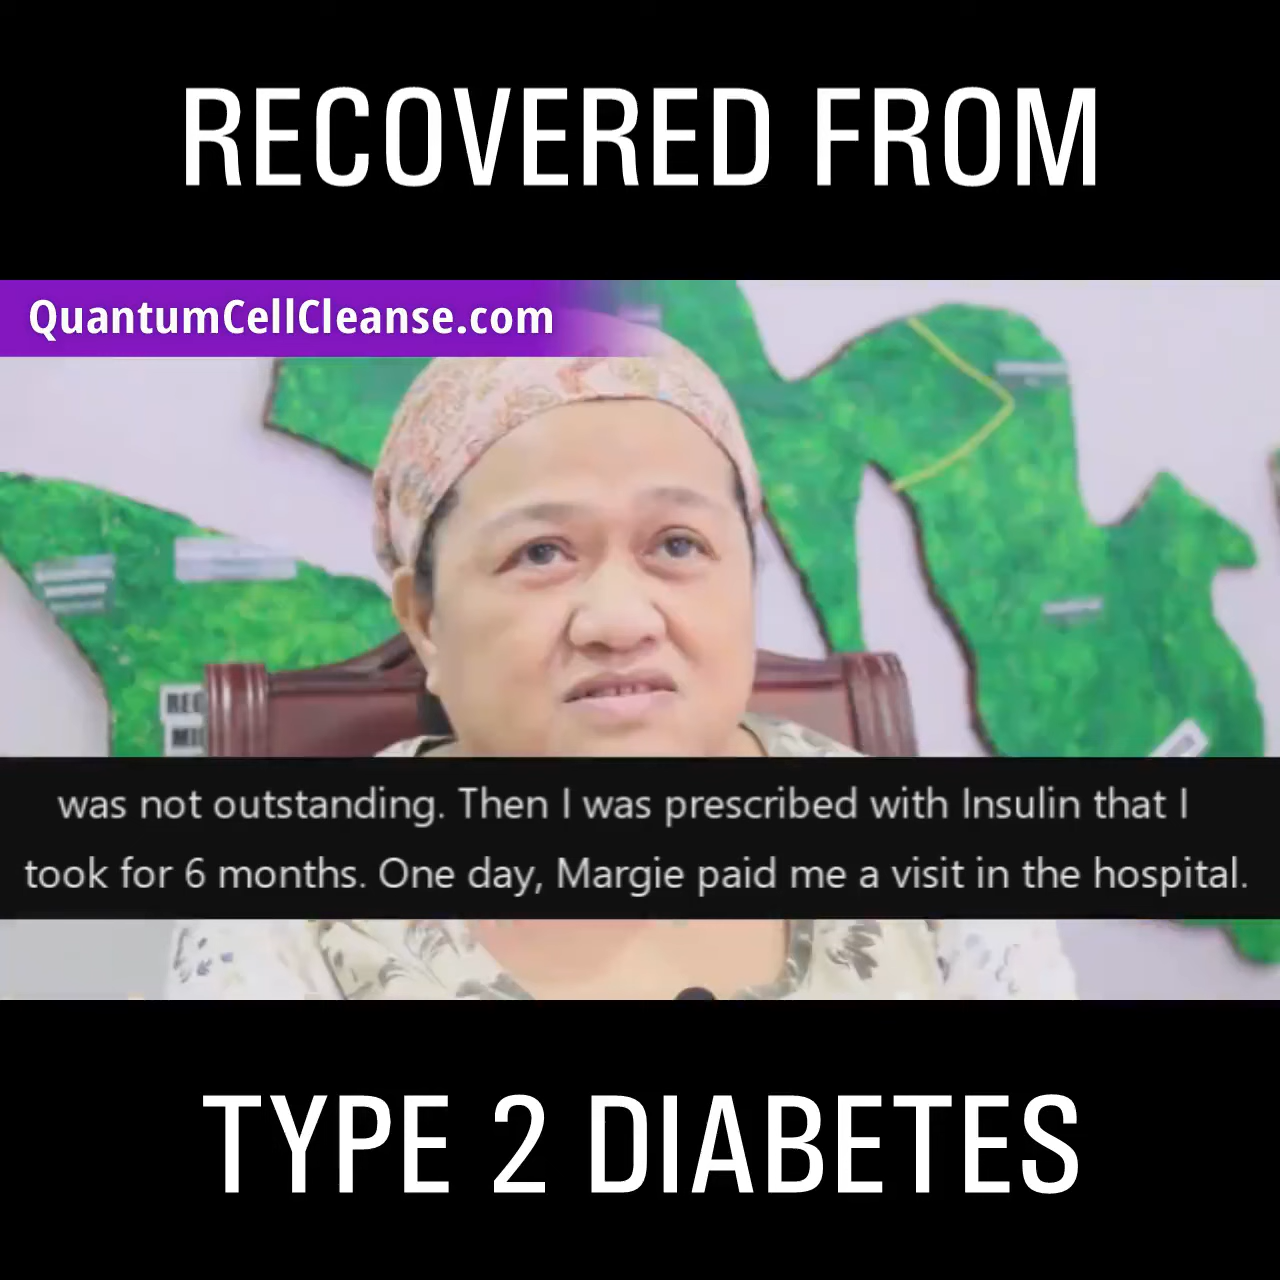 RECOVERED FROM
QuantumCellCleanse.com
was not outstanding. Then I was prescribed with Insulin that I
took for 6 months. One day, Margie paid me a visit in the hospital.
TYPE 2 DIABETES